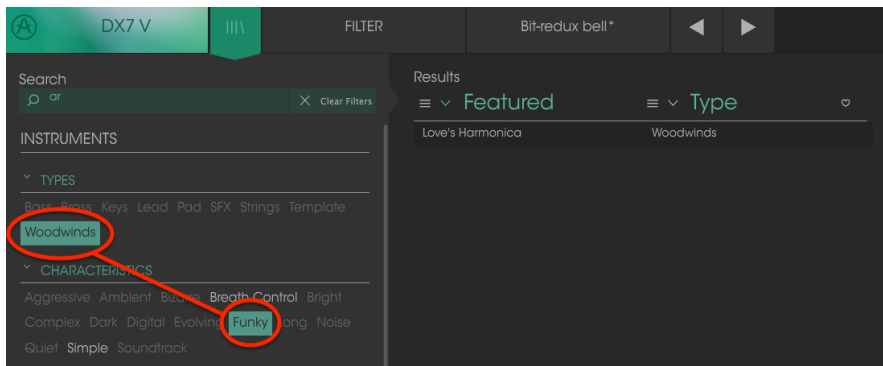 DX7 V FILTER Bit-redux bell*
Search
ar Clear Filters
INSTRUMENTS
TYPES
Bass Brass Keys Lead Pad SFX Strings Template
Woodwinds
CHARACTERISTICS
Aggressive Ambient Bizarre Breath Control Bright
Complex Dark Digital Evolving Funky Long Noise
Quiet Simple Soundtrack
Results
Featured Type
Love's Harmonica Woodwinds